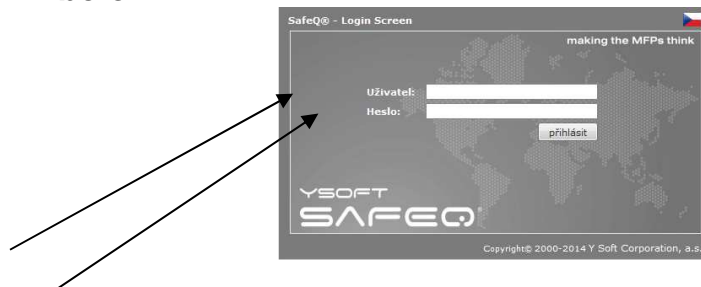 SafeQ® - Login Screen
making the MFPs think
Uživatel:
Heslo:
přihlásit
YSOFT
SAFEQ®
Copyright© 2000-2014 Y Soft Corporation, a.s.